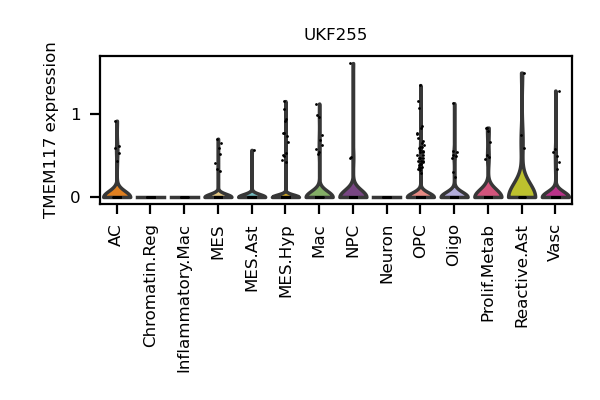 UKF255
TMEM117 expression
1
0
AC
Chromatin.Reg
Inflammatory.Mac
MES
MES.Ast
MES.Hyp
Mac
NPC
Neuron
OPC
Oligo
Prolif.Metab
Reactive.Ast
Vasc